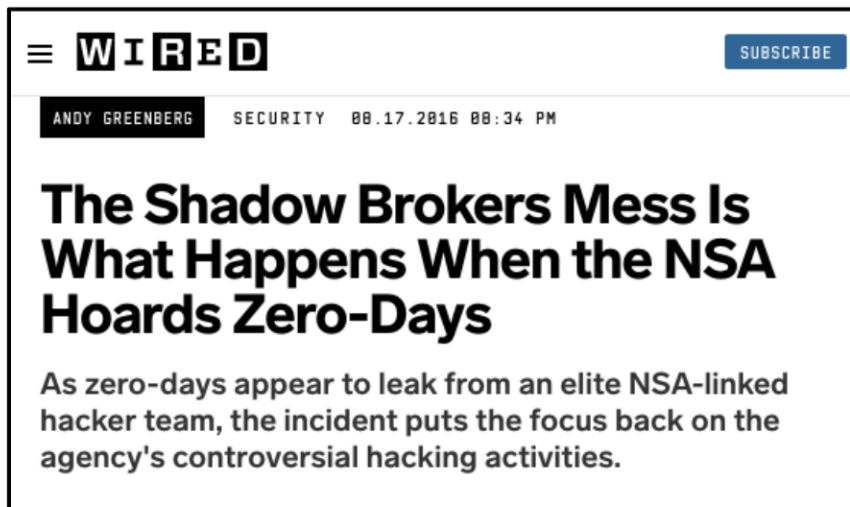 WIRED
SUBSCRIBE
ANDY GREENBERG SECURITY 08.17.2016 08:34 PM
The Shadow Brokers Mess Is
What Happens When the NSA
Hoards Zero-Days
As zero-days appear to leak from an elite NSA-linked
hacker team, the incident puts the focus back on the
agency's controversial hacking activities.